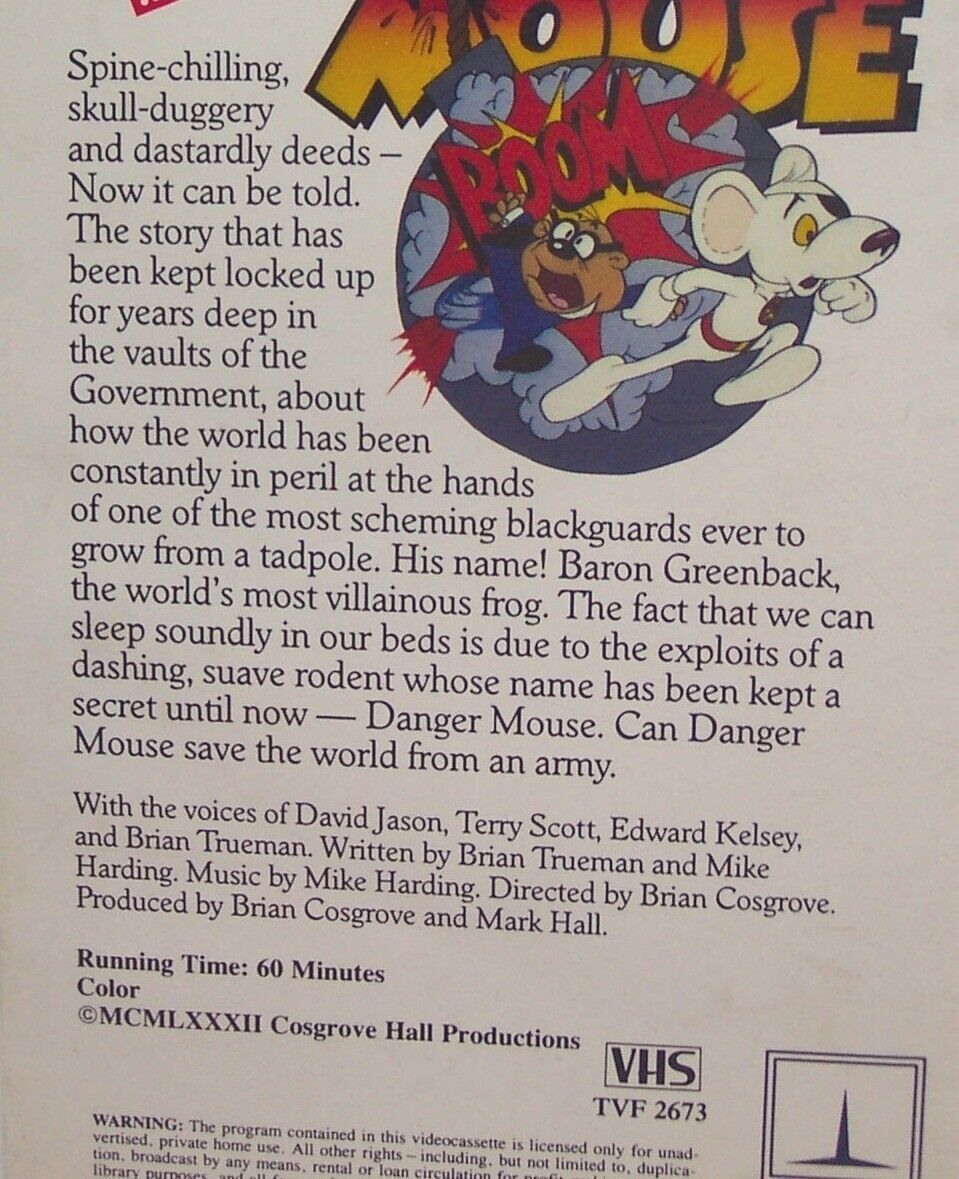 MOUSE
BOOM
Spine-chilling,
skull-duggery
and dastardly deeds –
Now it can be told.
The story that has
been kept locked up
for years deep in
the vaults of the
Government, about
how the world has been
constantly in peril at the hands
of one of the most scheming blackguards ever to
grow from a tadpole. His name! Baron Greenback,
the world's most villainous frog. The fact that we can
sleep soundly in our beds is due to the exploits of a
dashing, suave rodent whose name has been kept a
secret until now — Danger Mouse. Can Danger
Mouse save the world from an army.
With the voices of David Jason, Terry Scott, Edward Kelsey,
and Brian Trueman. Written by Brian Trueman and Mike
Harding. Music by Mike Harding. Directed by Brian Cosgrove.
Produced by Brian Cosgrove and Mark Hall.
Running Time: 60 Minutes
Color
©MCMLXXXII Cosgrove Hall Productions
VHS
TVF 2673
WARNING: The program contained in this videocassette is licensed only for unad-
vertised, private home use. All other rights – including, but not limited to, duplica-
tion, broadcast by any means, rental or loan circulation for profit
library purposes, and all